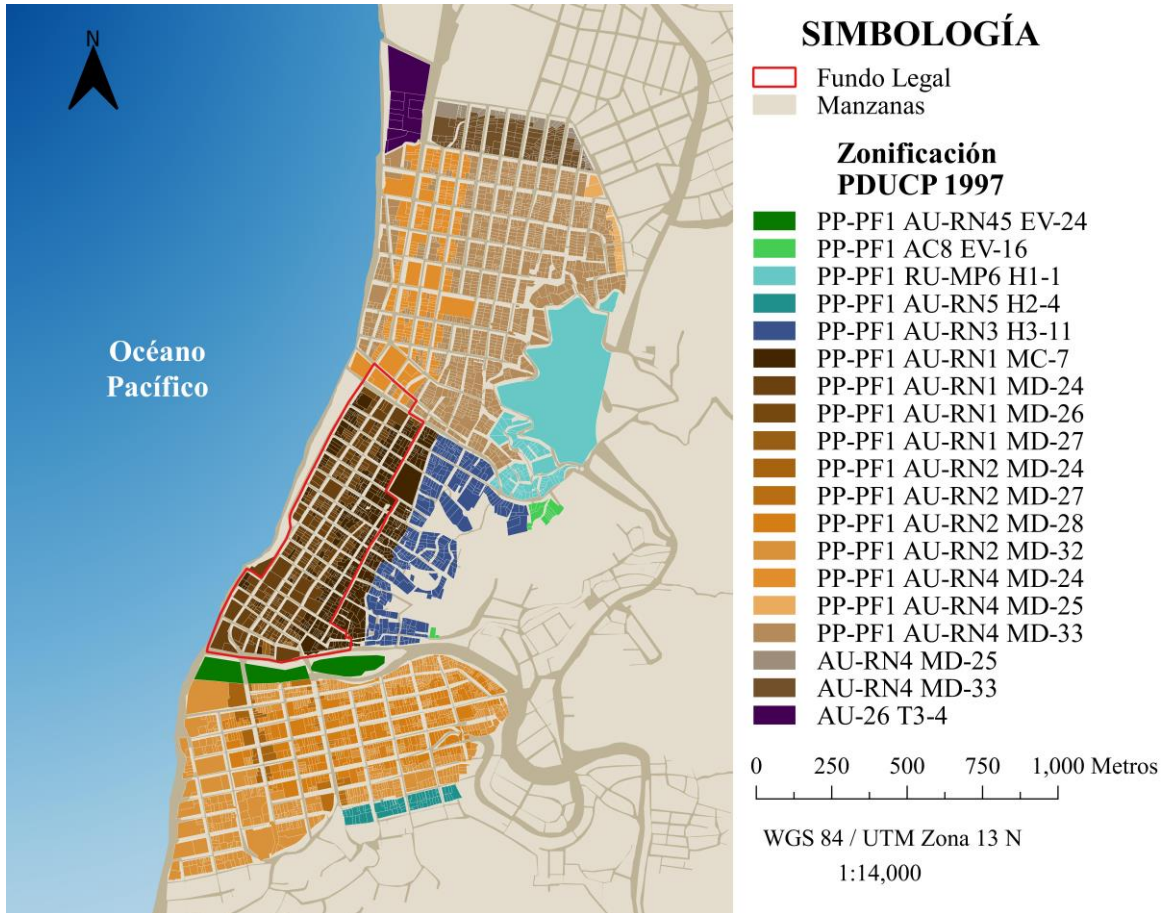 N
Océano
Pacífico
SIMBOLOGÍA
Fundo Legal
Manzanas
Zonificación
PDUCP 1997
PP-PF1 AU-RN45 EV-24
PP-PF1 AC8 EV-16
PP-PF1 RU-MP6 H1-1
PP-PF1 AU-RN5 H2-4
PP-PF1 AU-RN3 H3-11
PP-PF1 AU-RN1 MC-7
PP-PF1 AU-RN1 MD-24
PP-PF1 AU-RN1 MD-26
PP-PF1 AU-RN1 MD-27
PP-PF1 AU-RN2 MD-24
PP-PF1 AU-RN2 MD-27
PP-PF1 AU-RN2 MD-28
PP-PF1 AU-RN2 MD-32
PP-PF1 AU-RN4 MD-24
PP-PF1 AU-RN4 MD-25
PP-PF1 AU-RN4 MD-33
AU-RN4 MD-25
AU-RN4 MD-33
AU-26 T3-4
0 250 500 750 1,000 Metros
WGS 84 / UTM Zona 13 N
1:14,000